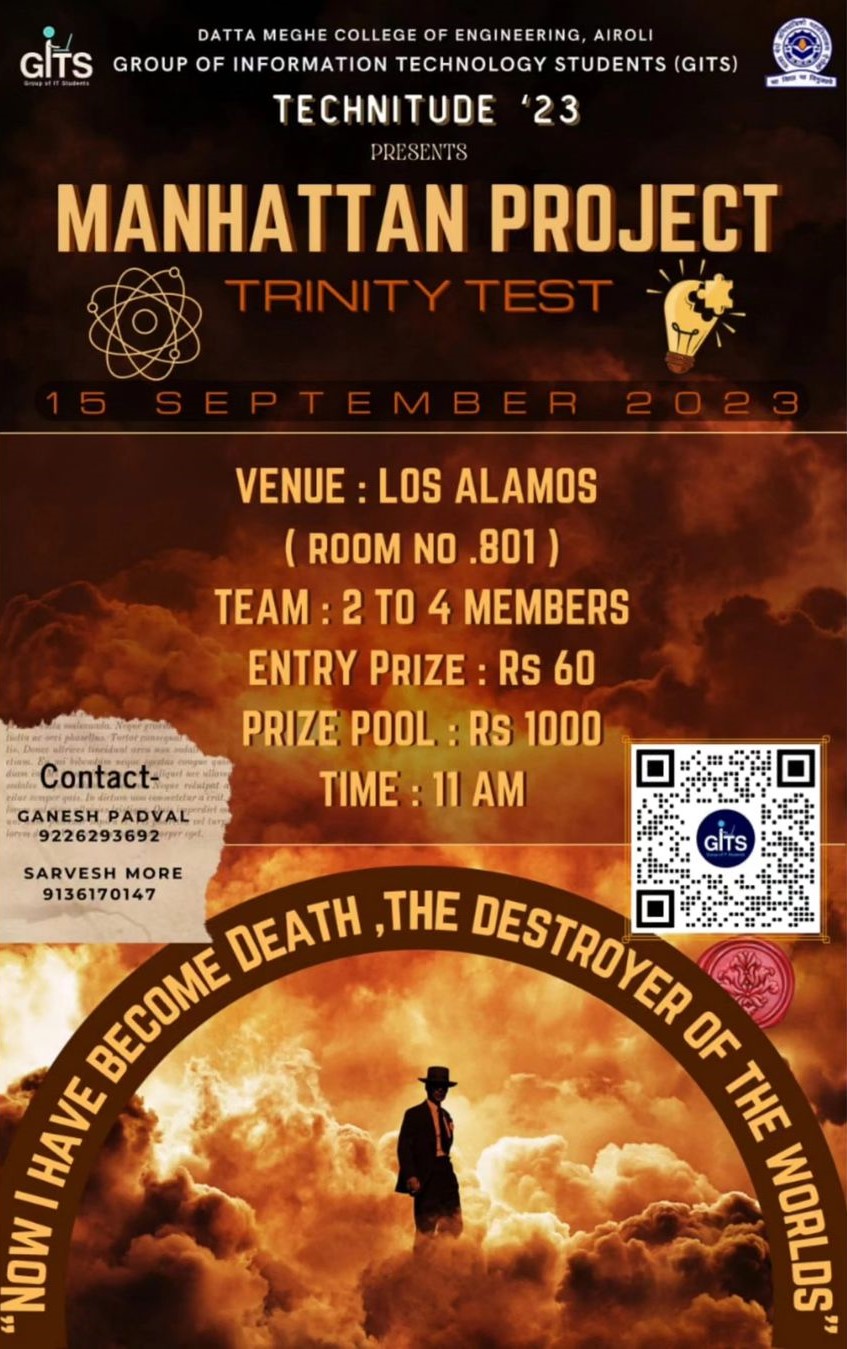 GITS
Group of IT Students
DATTA MEGHE COLLEGE OF ENGINEERING, AIROLI
GROUP OF INFORMATION TECHNOLOGY STUDENTS (GITS)
TECHNITUDE ‘23
PRESENTS
MANHATTAN PROJECT
TRINITY TEST
15 SEPTEMBER 2023
VENUE : LOS ALAMOS
( ROOM NO .801 )
TEAM : 2 TO 4 MEMBERS
ENTRY PRIZE : Rs 60
PRIZE POOL : Rs 1000
TIME : 11 AM
Contact-
GANESH PADVAL
9226293692
SARVESH MORE
9136170147
GITS
“NOW I HAVE BECOME DEATH ,THE DESTROYER OF THE WORLDS”